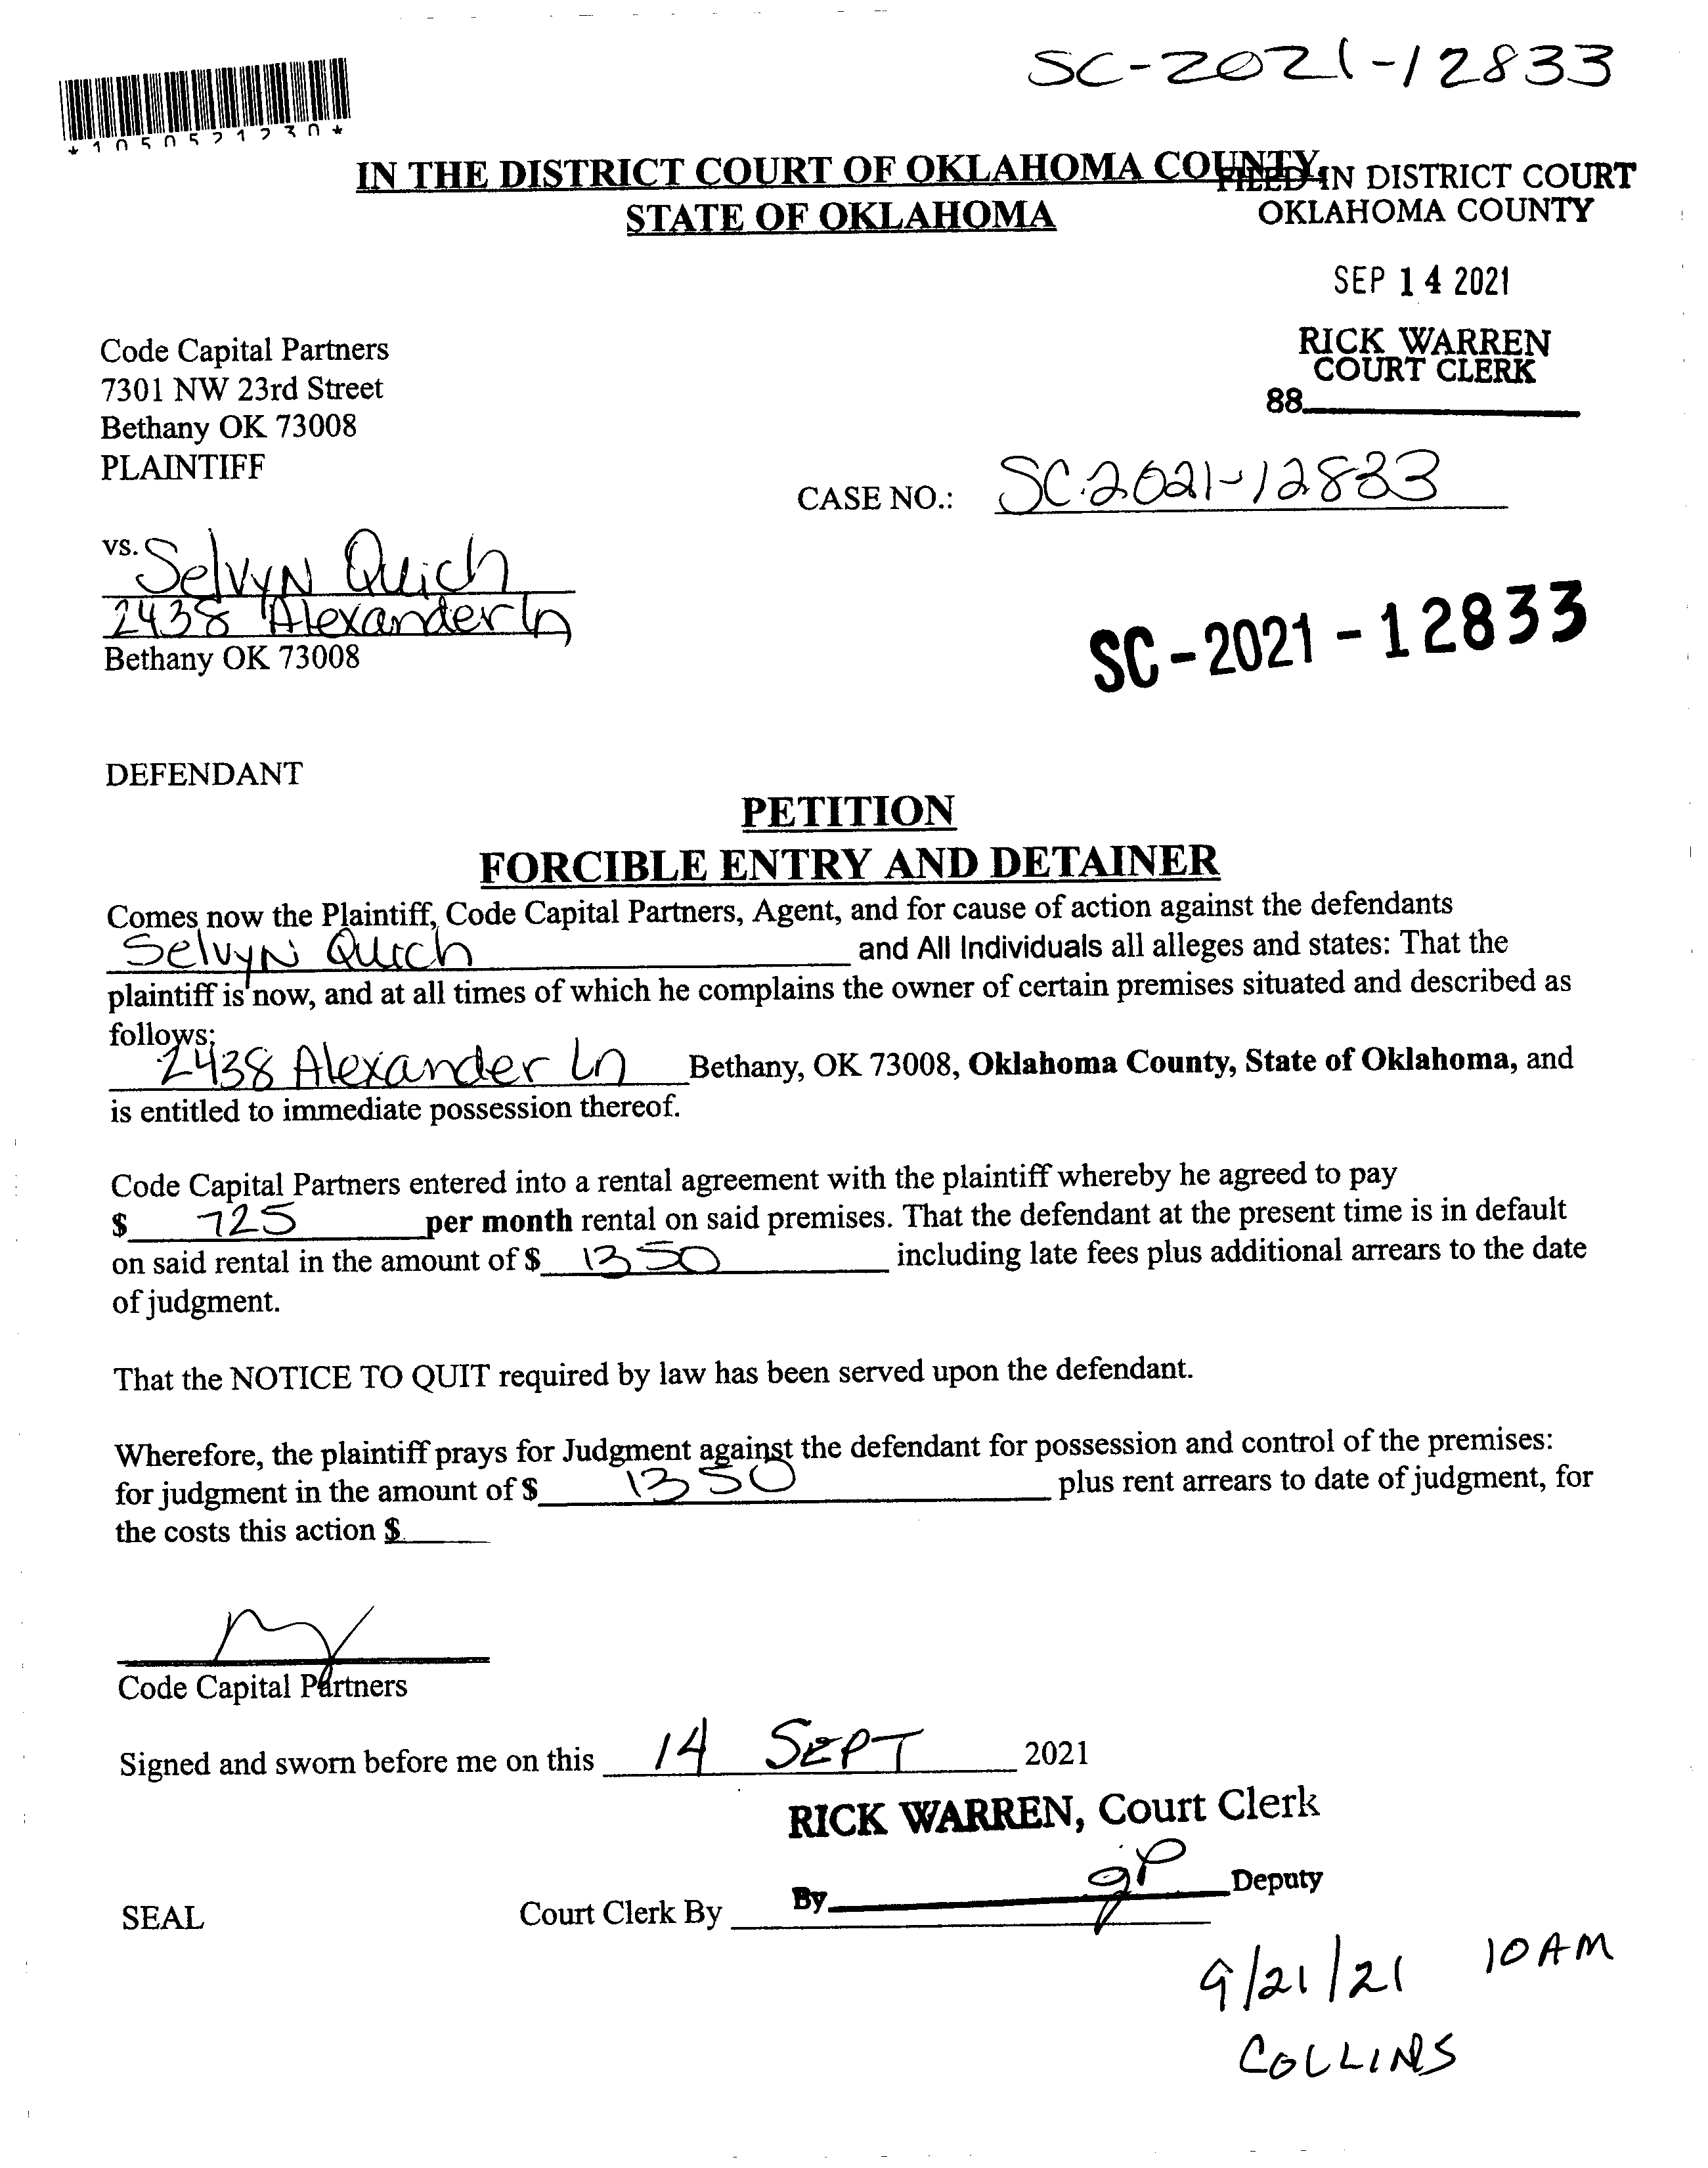 SC-2021-12833
*1050521230*
IN THE DISTRICT COURT OF OKLAHOMA COUNTY
STATE OF OKLAHOMA
FILED IN DISTRICT COURT
OKLAHOMA COUNTY
SEP 14 2021
RICK WARREN
COURT CLERK
88
Code Capital Partners
7301 NW 23rd Street
Bethany OK 73008
PLAINTIFF
CASE NO.: SC-2021-12833
vs. Selvyn Quich
2438 Alexander Ln
Bethany OK 73008
SC-2021-12833
DEFENDANT
PETITION
FORCIBLE ENTRY AND DETAINER
Comes now the Plaintiff, Code Capital Partners, Agent, and for cause of action against the defendants
Selvyn Quich and All Individuals all alleges and states: That the
plaintiff is now, and at all times of which he complains the owner of certain premises situated and described as
follows:
2438 Alexander Ln Bethany, OK 73008, Oklahoma County, State of Oklahoma, and
is entitled to immediate possession thereof.
Code Capital Partners entered into a rental agreement with the plaintiff whereby he agreed to pay
$ 725 per month rental on said premises. That the defendant at the present time is in default
on said rental in the amount of $ 1350 including late fees plus additional arrears to the date
of judgment.
That the NOTICE TO QUIT required by law has been served upon the defendant.
Wherefore, the plaintiff prays for Judgment against the defendant for possession and control of the premises:
for judgment in the amount of $ 1350 plus rent arrears to date of judgment, for
the costs this action $
Code Capital Partners
Signed and sworn before me on this 14 SEPT 2021
RICK WARREN, Court Clerk
By gP Deputy
SEAL Court Clerk By
9/21/21 10 AM
COLLINS